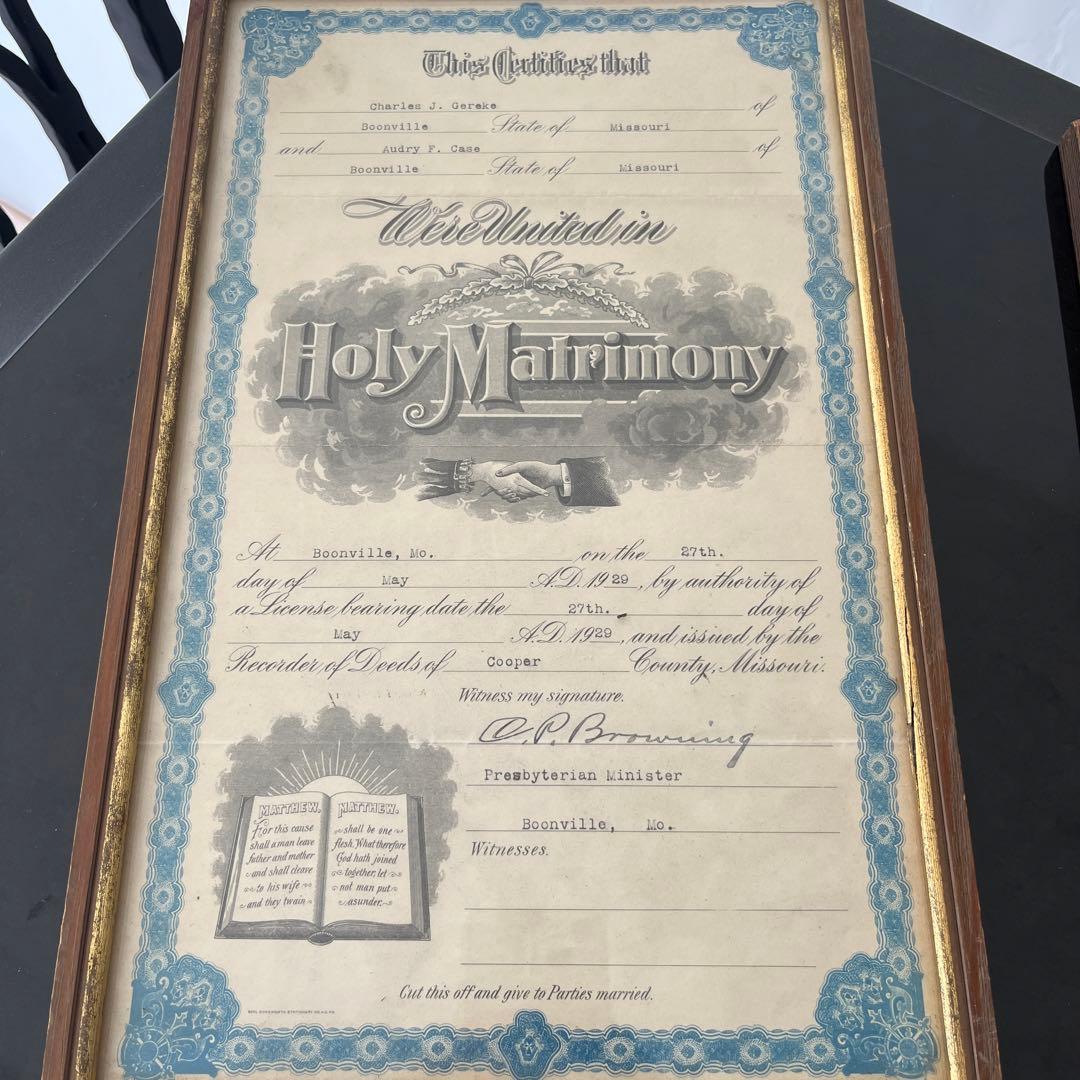 This Certifies that
Charles J. Gereke of
Boonville State of Missouri
and Audry F. Case of
Boonville State of Missouri
Were United in
Holy Matrimony
At Boonville, Mo. on the 27th.
day of May A.D. 1929, by authority of
a License bearing date the 27th. day of
May A.D. 1929, and issued by the
Recorder of Deeds of Cooper County, Missouri.
Witness my signature.
C. P. Browning
Presbyterian Minister
Boonville, Mo.
Witnesses.
MATTHEW.
For this cause
shall a man leave
father and mother
and shall cleave
to his wife
and they twain
MATTHEW.
shall be one
flesh. What therefore
God hath joined
together, let
not man put
asunder.
Cut this off and give to Parties married.